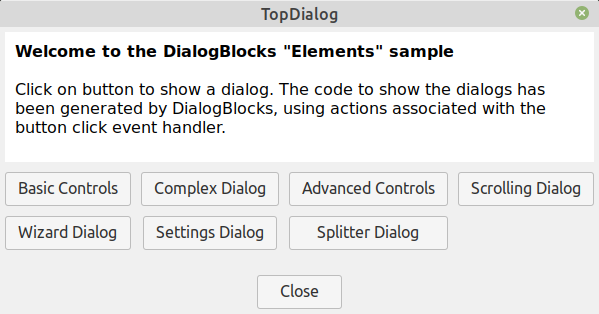 TopDialog
Welcome to the DialogBlocks "Elements" sample
Click on button to show a dialog. The code to show the dialogs has
been generated by DialogBlocks, using actions associated with the
button click event handler.
Basic Controls Complex Dialog Advanced Controls Scrolling Dialog
Wizard Dialog Settings Dialog Splitter Dialog
Close